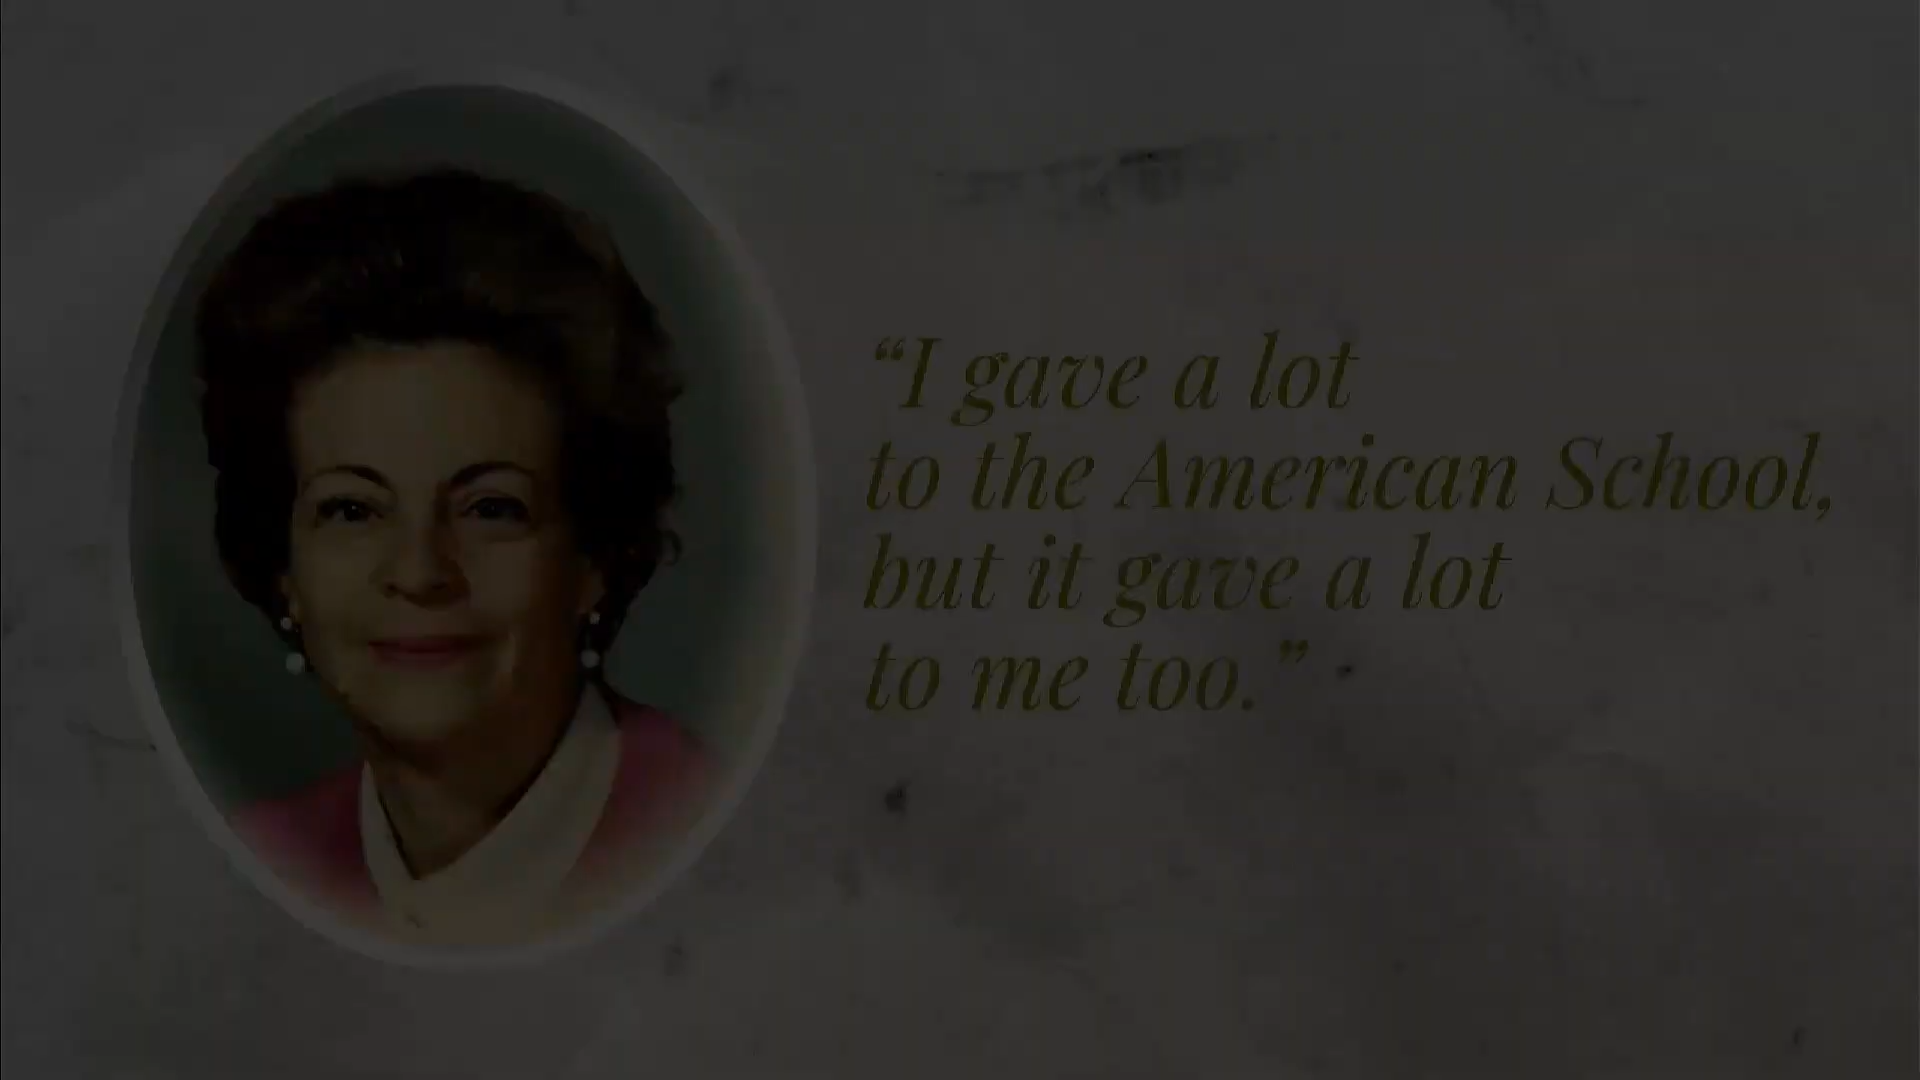 “I gave a lot
to the American School,
but it gave a lot
to me too.”